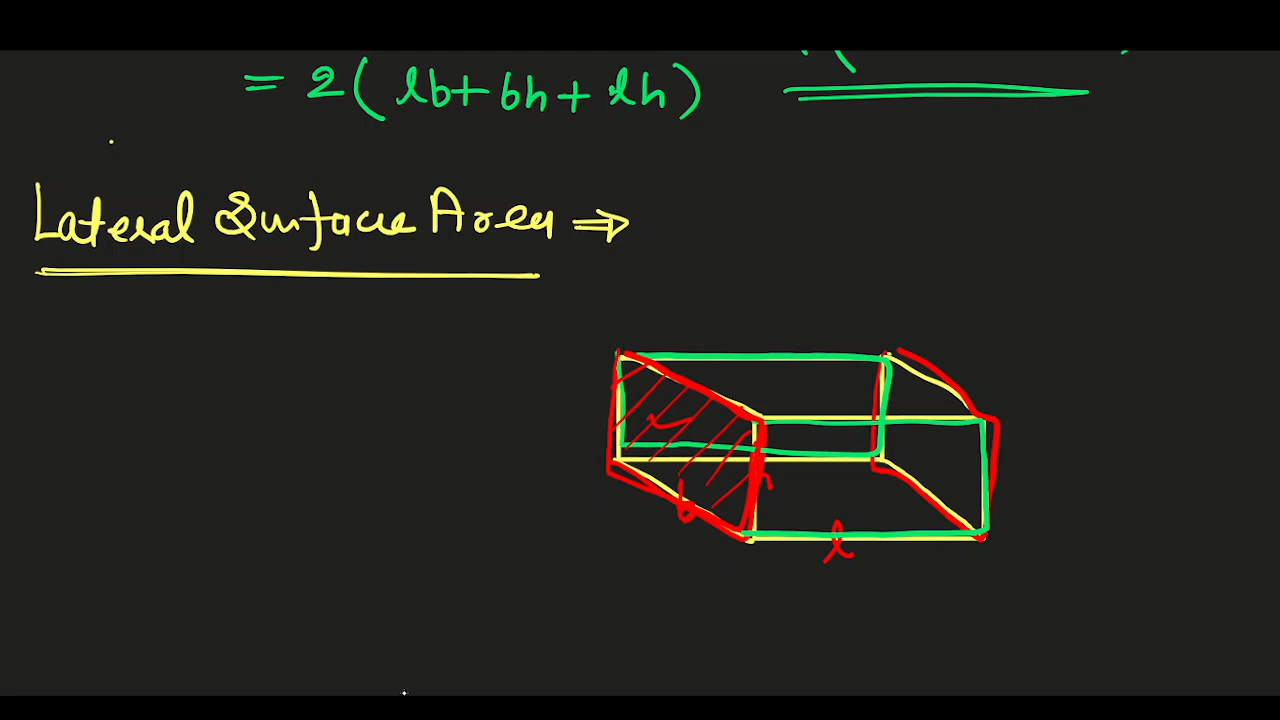 = 2(lb+bh+lh)
Lateral Surface Area ⇒
b
h
l